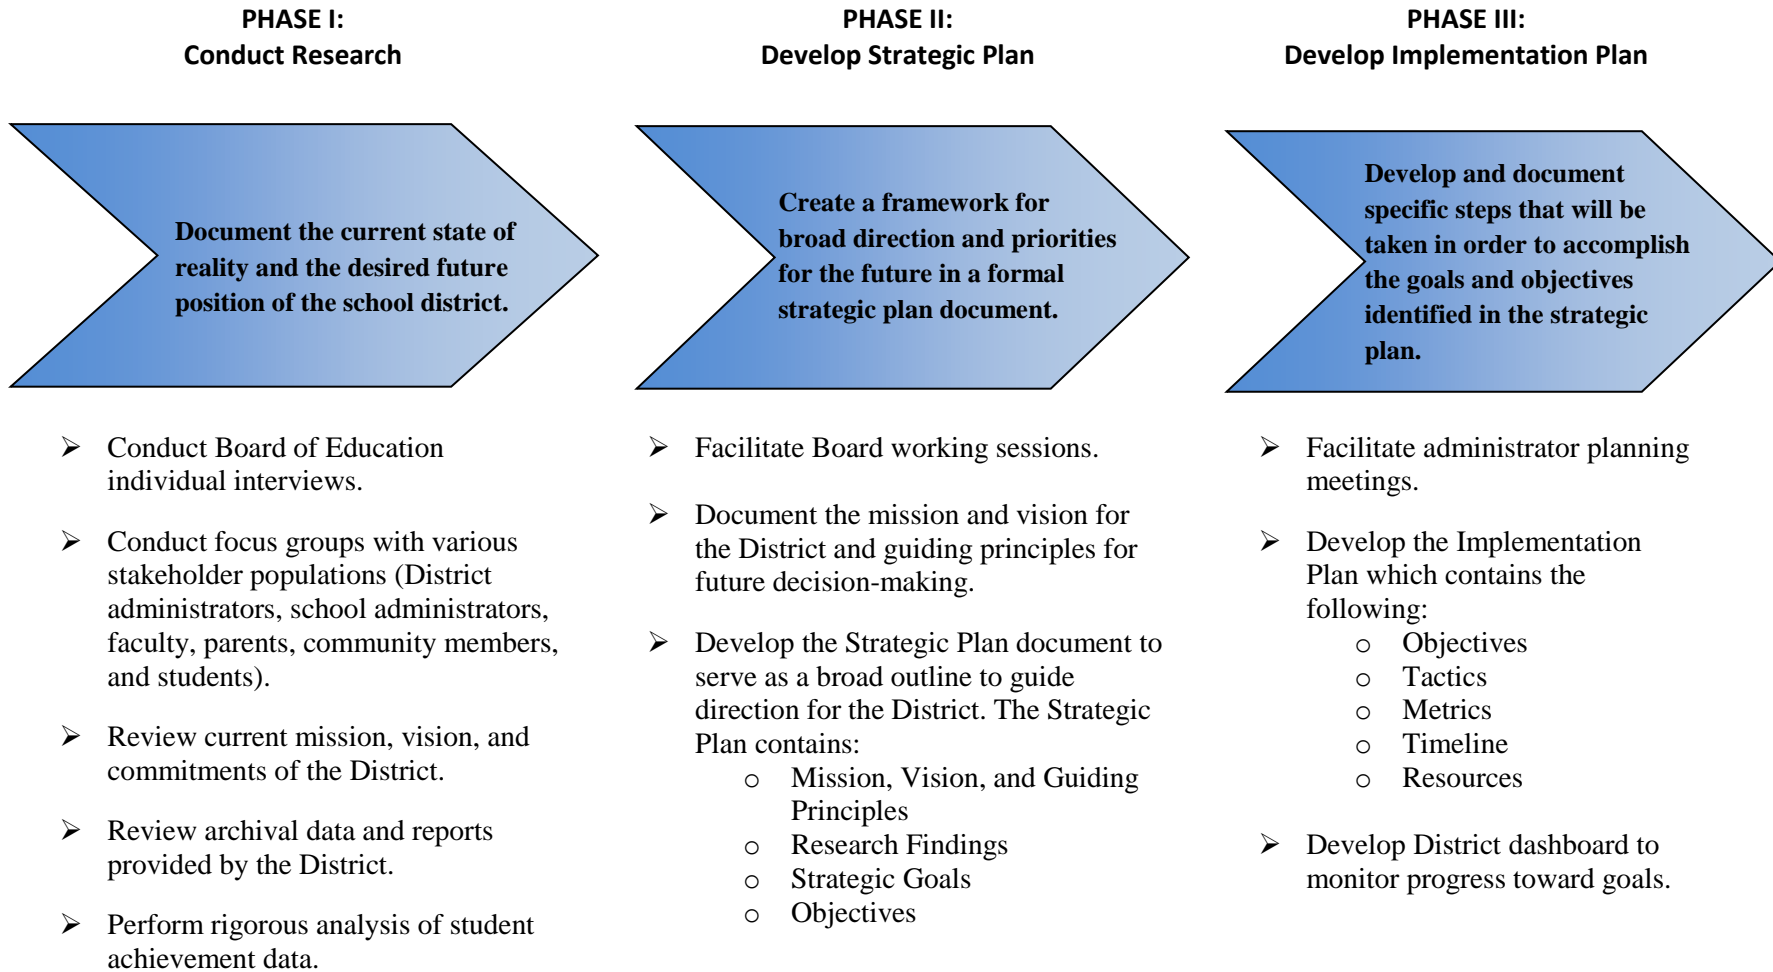 PHASE I:
Conduct Research
Document the current state of
reality and the desired future
position of the school district.
➢ Conduct Board of Education
individual interviews.
➢ Conduct focus groups with various
stakeholder populations (District
administrators, school administrators,
faculty, parents, community members,
and students).
➢ Review current mission, vision, and
commitments of the District.
➢ Review archival data and reports
provided by the District.
➢ Perform rigorous analysis of student
achievement data.
PHASE II:
Develop Strategic Plan
Create a framework for
broad direction and priorities
for the future in a formal
strategic plan document.
➢ Facilitate Board working sessions.
➢ Document the mission and vision for
the District and guiding principles for
future decision-making.
➢ Develop the Strategic Plan document to
serve as a broad outline to guide
direction for the District. The Strategic
Plan contains:
o Mission, Vision, and Guiding
Principles
o Research Findings
o Strategic Goals
o Objectives
PHASE III:
Develop Implementation Plan
Develop and document
specific steps that will be
taken in order to accomplish
the goals and objectives
identified in the strategic
plan.
➢ Facilitate administrator planning
meetings.
➢ Develop the Implementation
Plan which contains the
following:
o Objectives
o Tactics
o Metrics
o Timeline
o Resources
➢ Develop District dashboard to
monitor progress toward goals.